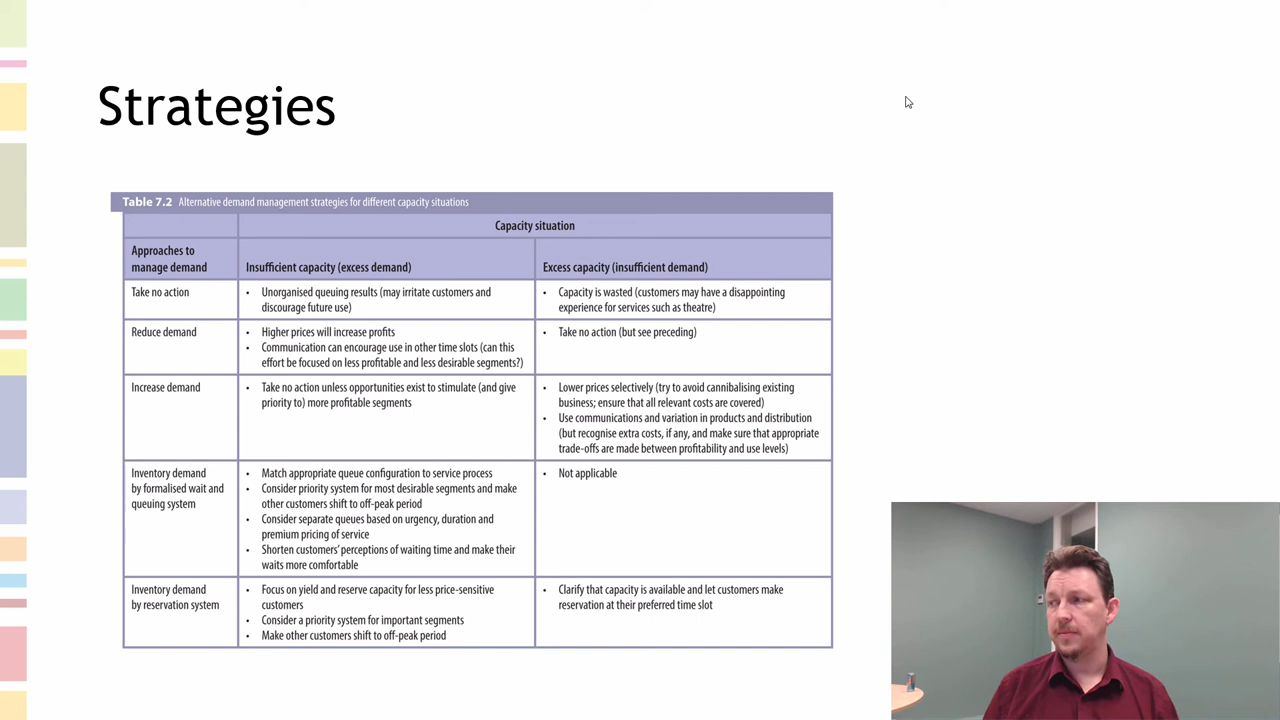 Strategies
Table 7.2 Alternative demand management strategies for different capacity situations
Capacity situation
Approaches to
manage demand
Insufficient capacity (excess demand)
Excess capacity (insufficient demand)
Take no action
• Unorganised queuing results (may irritate customers and
discourage future use)
• Capacity is wasted (customers may have a disappointing
experience for services such as theatre)
Reduce demand
• Higher prices will increase profits
• Communication can encourage use in other time slots (can this
effort be focused on less profitable and less desirable segments?)
• Take no action (but see preceding)
Increase demand
• Take no action unless opportunities exist to stimulate (and give
priority to) more profitable segments
• Lower prices selectively (try to avoid cannibalising existing
business; ensure that all relevant costs are covered)
• Use communications and variation in products and distribution
(but recognise extra costs, if any, and make sure that appropriate
trade-offs are made between profitability and use levels)
Inventory demand
by formalised wait and
queuing system
• Match appropriate queue configuration to service process
• Consider priority system for most desirable segments and make
other customers shift to off-peak period
• Consider separate queues based on urgency, duration and
premium pricing of service
• Shorten customers' perceptions of waiting time and make their
waits more comfortable
• Not applicable
Inventory demand
by reservation system
• Focus on yield and reserve capacity for less price-sensitive
customers
• Consider a priority system for important segments
• Make other customers shift to off-peak period
• Clarify that capacity is available and let customers make
reservation at their preferred time slot